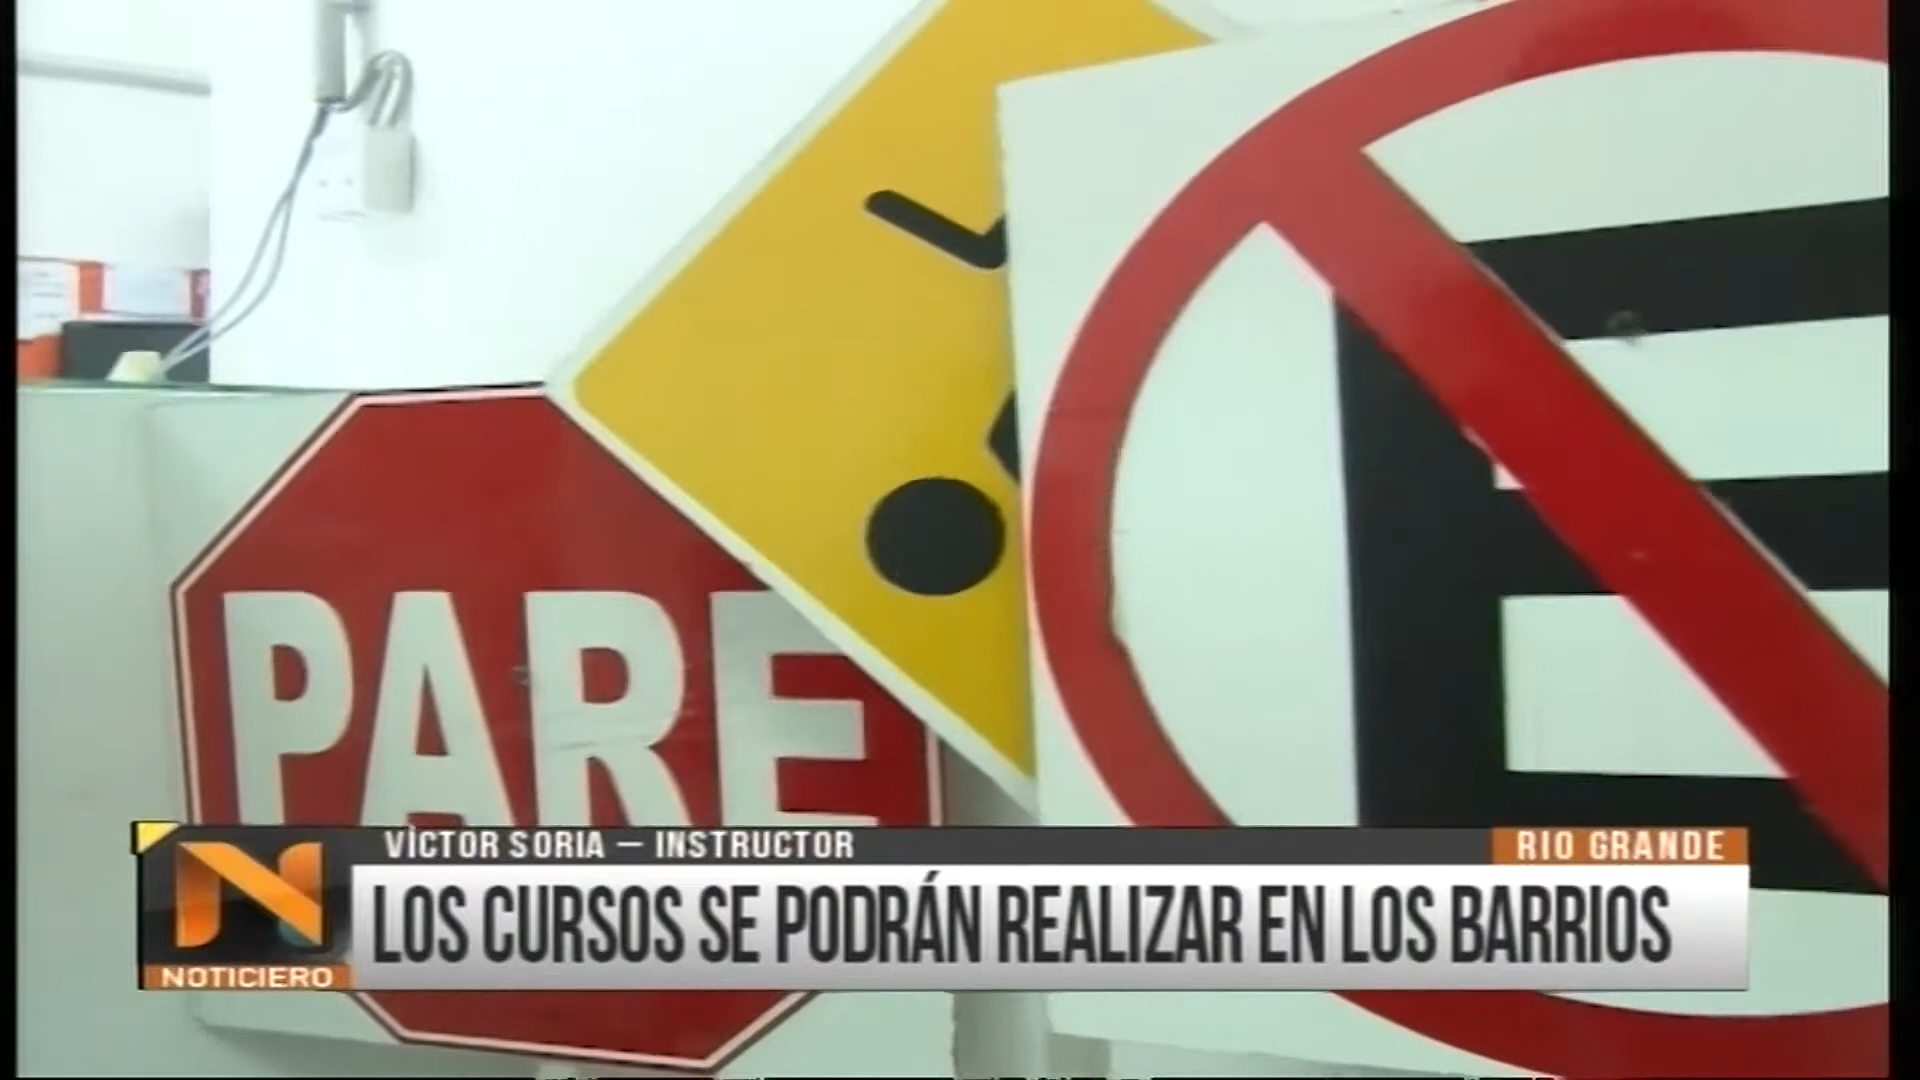 PARE
E
VÍCTOR SORIA – INSTRUCTOR
RIO GRANDE
LOS CURSOS SE PODRÁN REALIZAR EN LOS BARRIOS
N
NOTICIERO